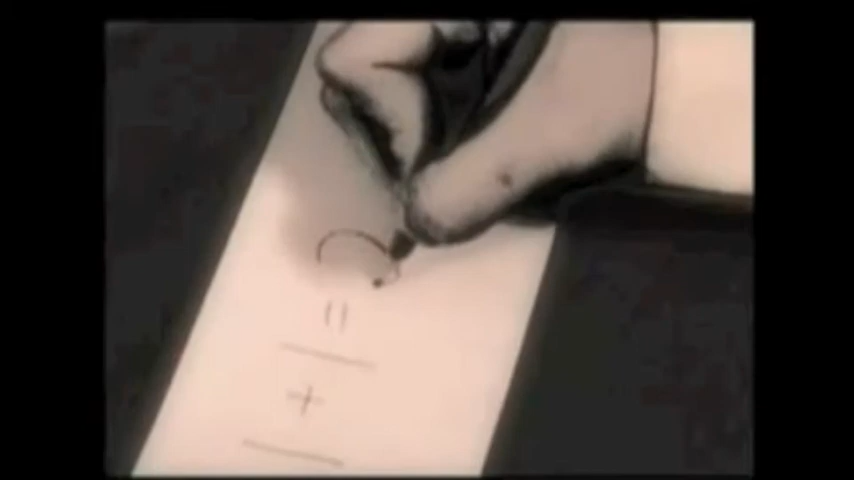 1 + 1 =